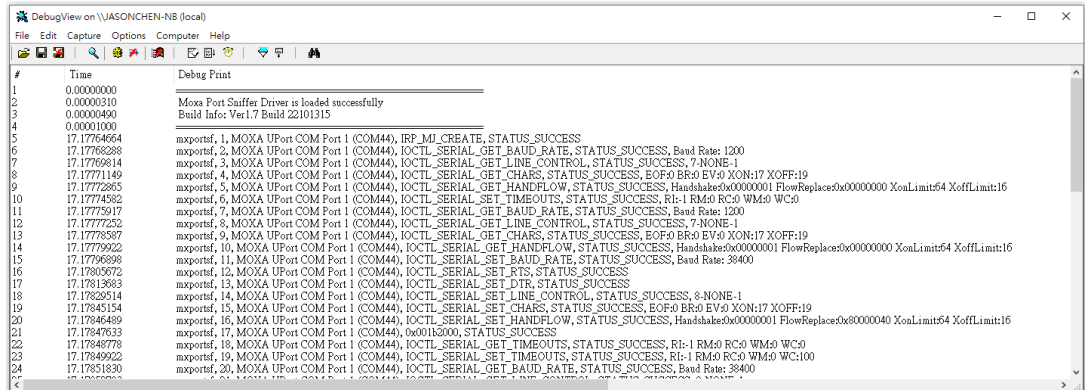 DebugView on \\JASONCHEN-NB (local)
File Edit Capture Options Computer Help
# Time Debug Print
1 0.00000000
2 0.00000310 Moxa Port Sniffer Driver is loaded successfully
3 0.00000490 Build Info: Ver1.7 Build 22101315
4 0.00001000
5 17.17764664 mxportsf, 1, MOXA UPort COM Port 1 (COM44), IRP_MJ_CREATE, STATUS_SUCCESS
6 17.17768288 mxportsf, 2, MOXA UPort COM Port 1 (COM44), IOCTL_SERIAL_GET_BAUD_RATE, STATUS_SUCCESS, Baud Rate: 1200
7 17.17769814 mxportsf, 3, MOXA UPort COM Port 1 (COM44), IOCTL_SERIAL_GET_LINE_CONTROL, STATUS_SUCCESS, 7-NONE-1
8 17.17771149 mxportsf, 4, MOXA UPort COM Port 1 (COM44), IOCTL_SERIAL_GET_CHARS, STATUS_SUCCESS, EOF:0 BR:0 EV:0 XON:17 XOFF:19
9 17.17772865 mxportsf, 5, MOXA UPort COM Port 1 (COM44), IOCTL_SERIAL_GET_HANDFLOW, STATUS_SUCCESS, Handshake:0x00000001 FlowReplace:0x00000000 XonLimit:64 XoffLimit:16
10 17.17774582 mxportsf, 6, MOXA UPort COM Port 1 (COM44), IOCTL_SERIAL_SET_TIMEOUTS, STATUS_SUCCESS, RI:-1 RM:0 RC:0 WM:0 WC:0
11 17.17775917 mxportsf, 7, MOXA UPort COM Port 1 (COM44), IOCTL_SERIAL_GET_BAUD_RATE, STATUS_SUCCESS, Baud Rate: 1200
12 17.17777252 mxportsf, 8, MOXA UPort COM Port 1 (COM44), IOCTL_SERIAL_GET_LINE_CONTROL, STATUS_SUCCESS, 7-NONE-1
13 17.17778587 mxportsf, 9, MOXA UPort COM Port 1 (COM44), IOCTL_SERIAL_GET_CHARS, STATUS_SUCCESS, EOF:0 BR:0 EV:0 XON:17 XOFF:19
14 17.17779922 mxportsf, 10, MOXA UPort COM Port 1 (COM44), IOCTL_SERIAL_GET_HANDFLOW, STATUS_SUCCESS, Handshake:0x00000001 FlowReplace:0x00000000 XonLimit:64 XoffLimit:16
15 17.17796898 mxportsf, 11, MOXA UPort COM Port 1 (COM44), IOCTL_SERIAL_SET_BAUD_RATE, STATUS_SUCCESS, Baud Rate: 38400
16 17.17805672 mxportsf, 12, MOXA UPort COM Port 1 (COM44), IOCTL_SERIAL_SET_RTS, STATUS_SUCCESS
17 17.17813683 mxportsf, 13, MOXA UPort COM Port 1 (COM44), IOCTL_SERIAL_SET_DTR, STATUS_SUCCESS
18 17.17829514 mxportsf, 14, MOXA UPort COM Port 1 (COM44), IOCTL_SERIAL_SET_LINE_CONTROL, STATUS_SUCCESS, 8-NONE-1
19 17.17845154 mxportsf, 15, MOXA UPort COM Port 1 (COM44), IOCTL_SERIAL_SET_CHARS, STATUS_SUCCESS, EOF:0 BR:0 EV:0 XON:17 XOFF:19
20 17.17846489 mxportsf, 16, MOXA UPort COM Port 1 (COM44), IOCTL_SERIAL_SET_HANDFLOW, STATUS_SUCCESS, Handshake:0x00000001 FlowReplace:0x80000040 XonLimit:64 XoffLimit:16
21 17.17847633 mxportsf, 17, MOXA UPort COM Port 1 (COM44), 0x001b2000, STATUS_SUCCESS
22 17.17848778 mxportsf, 18, MOXA UPort COM Port 1 (COM44), IOCTL_SERIAL_GET_TIMEOUTS, STATUS_SUCCESS, RI:-1 RM:0 RC:0 WM:0 WC:0
23 17.17849922 mxportsf, 19, MOXA UPort COM Port 1 (COM44), IOCTL_SERIAL_SET_TIMEOUTS, STATUS_SUCCESS, RI:-1 RM:0 RC:0 WM:0 WC:100
24 17.17851830 mxportsf, 20, MOXA UPort COM Port 1 (COM44), IOCTL_SERIAL_GET_BAUD_RATE, STATUS_SUCCESS, Baud Rate: 38400